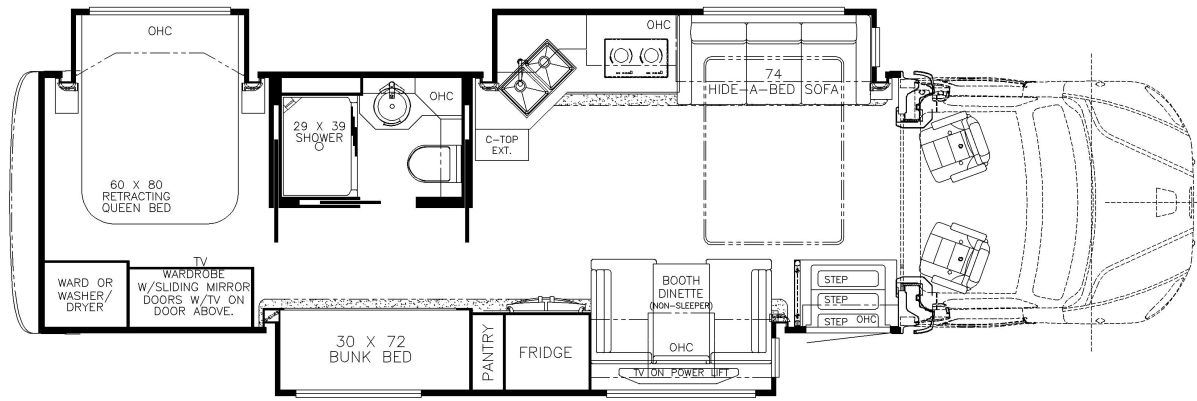 OHC
OHC
74
HIDE-A-BED SOFA
OHC
29 X 39
SHOWER
C-TOP
EXT.
60 X 80
RETRACTING
QUEEN BED
TV
WARD OR
WASHER/
DRYER
WARDROBE
W/SLIDING MIRROR
DOORS W/TV ON
DOOR ABOVE.
30 X 72
BUNK BED
PANTRY
FRIDGE
BOOTH
DINETTE
(NON-SLEEPER)
OHC
TV ON POWER LIFT
STEP
STEP
STEP
OHC